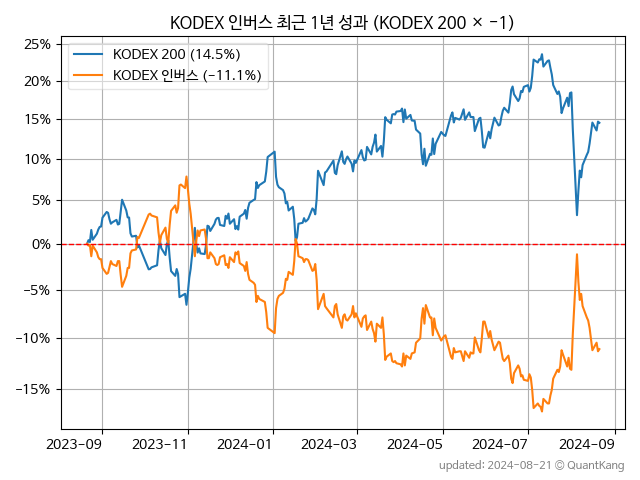 KODEX 인버스 최근 1년 성과 (KODEX 200 × -1)
25%
20%
15%
10%
5%
0%
-5%
-10%
-15%
KODEX 200 (14.5%)
KODEX 인버스 (-11.1%)
2023-09 2023-11 2024-01 2024-03 2024-05 2024-07 2024-09
updated: 2024-08-21 © QuantKang